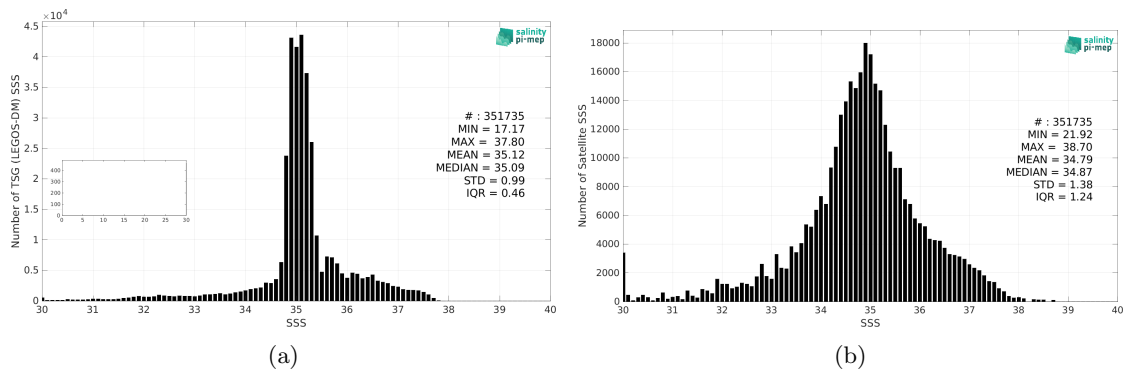 ×10⁴
4.5
4
3.5
3
2.5
2
1.5
1
0.5
0
Number of TSG (LEGOS-DM) SSS
salinity
pi-mep
# : 351735
MIN = 17.17
MAX = 37.80
MEAN = 35.12
MEDIAN = 35.09
STD = 0.99
IQR = 0.46
400
300
200
100
0
0 5 10 15 20 25 30
30 31 32 33 34 35 36 37 38 39 40
SSS
(a)
18000
16000
14000
12000
10000
8000
6000
4000
2000
0
Number of Satellite SSS
salinity
pi-mep
# : 351735
MIN = 21.92
MAX = 38.70
MEAN = 34.79
MEDIAN = 34.87
STD = 1.38
IQR = 1.24
30 31 32 33 34 35 36 37 38 39 40
SSS
(b)